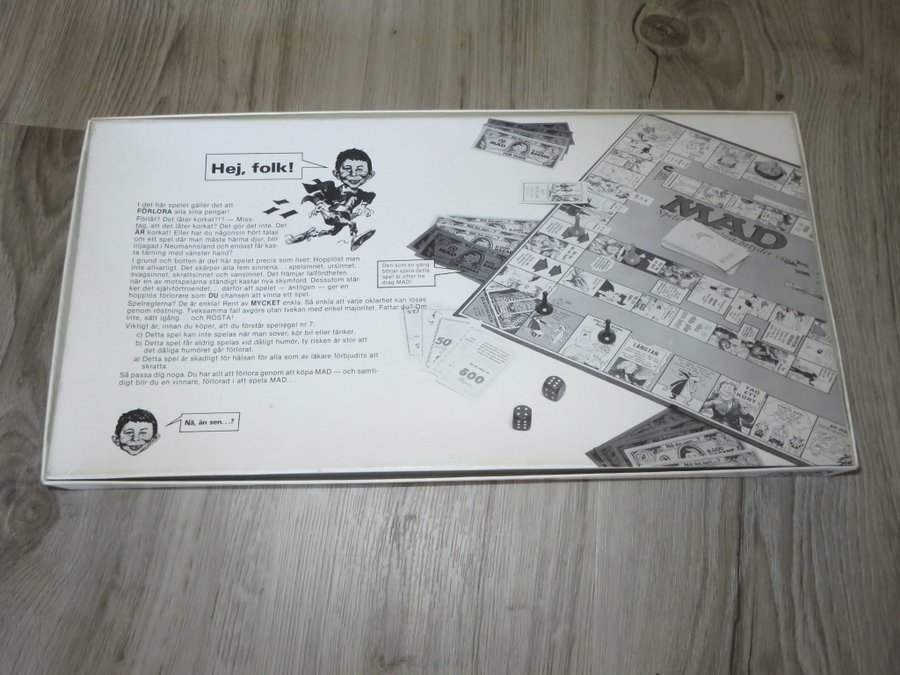 Hej, folk!
I det här spelet gäller det att
FÖRLORA alla sina pengar!
Förlåt? Det låter korkat?!? — Miss-
tag, att det låter korkat? Det gör det inte. Det
ÄR korkat! Eller har du någonsin hört talas
om ett spel där man måste härma djur, blir
injagad i Neumannsland och endast får kas-
ta tärning med vänster hand?
I grund och botten är det här spelet precis som livet: Hopplöst men
inte allvarligt. Det skärper alla fem sinnena. . . spelsinnet, ursinnet,
svagsinnet, skrattsinnet och vansinnet. Det främjar falfördheten. . .
när en av motspelarna ständigt kastar nya skymford. Dessutom stär-
ker det självförtroendet. . . därför att spelet — äntligen — ger en
hopplös förlorare som DU chansen att vinna ett spel.
Spelreglerna? De är enkla! Rent av MYCKET enkla. Så enkla att varje oklarhet kan lösas
genom röstning. Tveksamma fall avgörs utan tvekan med enkel majoritet. Fattar du? Om
inte, sätt igång. . . och RÖSTA!
Viktigt är, innan du köper, att du förstår spelregel nr 7:
c) Detta spel kan inte spelas när man sover, kör bil eller tänker.
b) Detta spel får aldrig spelas vid dåligt humör, ty risken är stor att
det dåliga humöret går förlorat.
a) Detta spel är skadligt för hälsan för alla som av läkare förbjudits att
skratta.
Så passa dig noga. Du har allt att förlora genom att köpa MAD — och samti-
digt blir du en vinnare, förlorad i att spela MAD. . .
Nå, än sen. . .?
Den som en gång
börjar spela detta
spel är efter tre
drag MAD!
MAD
MAD
50
500
LÄNGTAN
TAG
ETT
KORT!
5.000